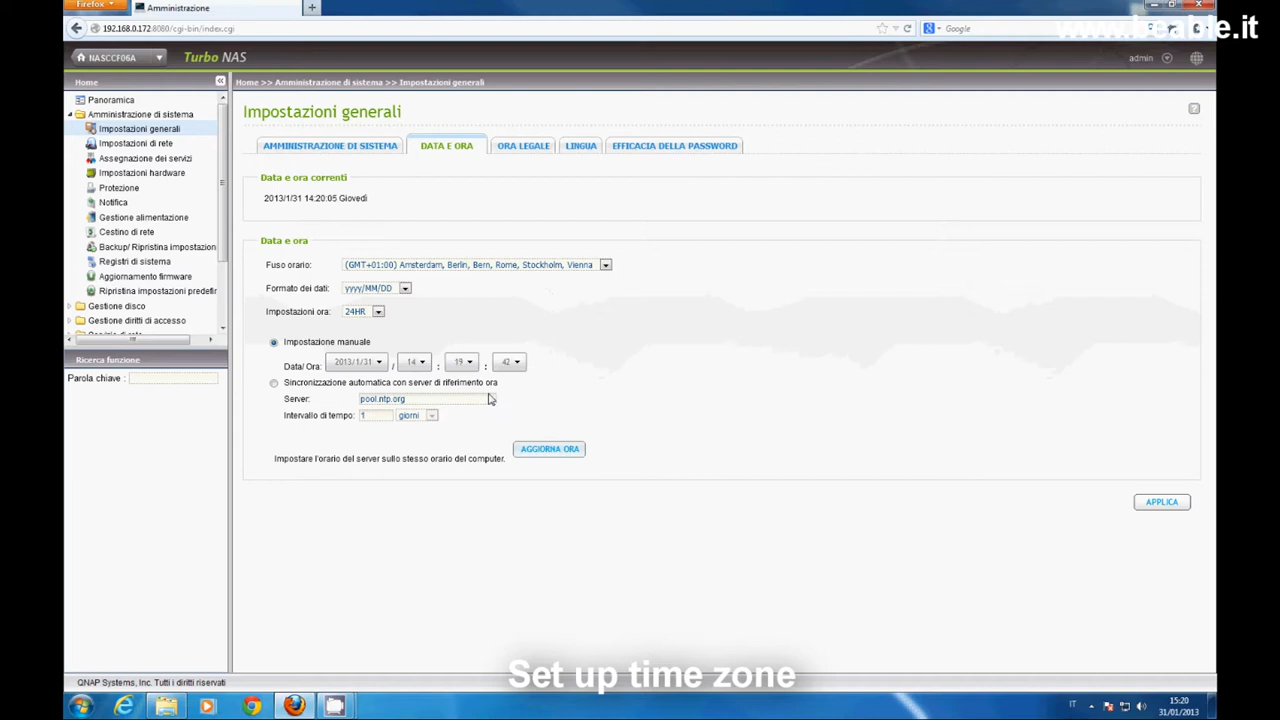 Firefox
Amministrazione
www.beable.it
192.168.0.172:8080/cgi-bin/index.cgi
Google
NASCCF06A
Turbo NAS
admin
Home
Home >> Amministrazione di sistema >> Impostazioni generali
Panoramica
Amministrazione di sistema
Impostazioni generali
Impostazioni di rete
Assegnazione dei servizi
Impostazioni hardware
Protezione
Notifica
Gestione alimentazione
Cestino di rete
Backup/ Ripristina impostazion
Registri di sistema
Aggiornamento firmware
Ripristina impostazioni predefin
Gestione disco
Gestione diritti di accesso
Ricerca funzione
Parola chiave :
Impostazioni generali
AMMINISTRAZIONE DI SISTEMA
DATA E ORA
ORA LEGALE
LINGUA
EFFICACIA DELLA PASSWORD
Data e ora correnti
2013/1/31 14:20:05 Giovedì
Data e ora
Fuso orario: (GMT+01:00) Amsterdam, Berlin, Bern, Rome, Stockholm, Vienna
Formato dei dati: yyyy/MM/DD
Impostazioni ora: 24HR
Impostazione manuale
Data/ Ora: 2013/1/31 / 14 : 19 : 42
Sincronizzazione automatica con server di riferimento ora
Server: pool.ntp.org
Intervallo di tempo: 1 giorni
Impostare l'orario del server sullo stesso orario del computer.
AGGIORNA ORA
APPLICA
QNAP Systems, Inc. Tutti i diritti riservati
Set up time zone
IT
15:20
31/01/2013